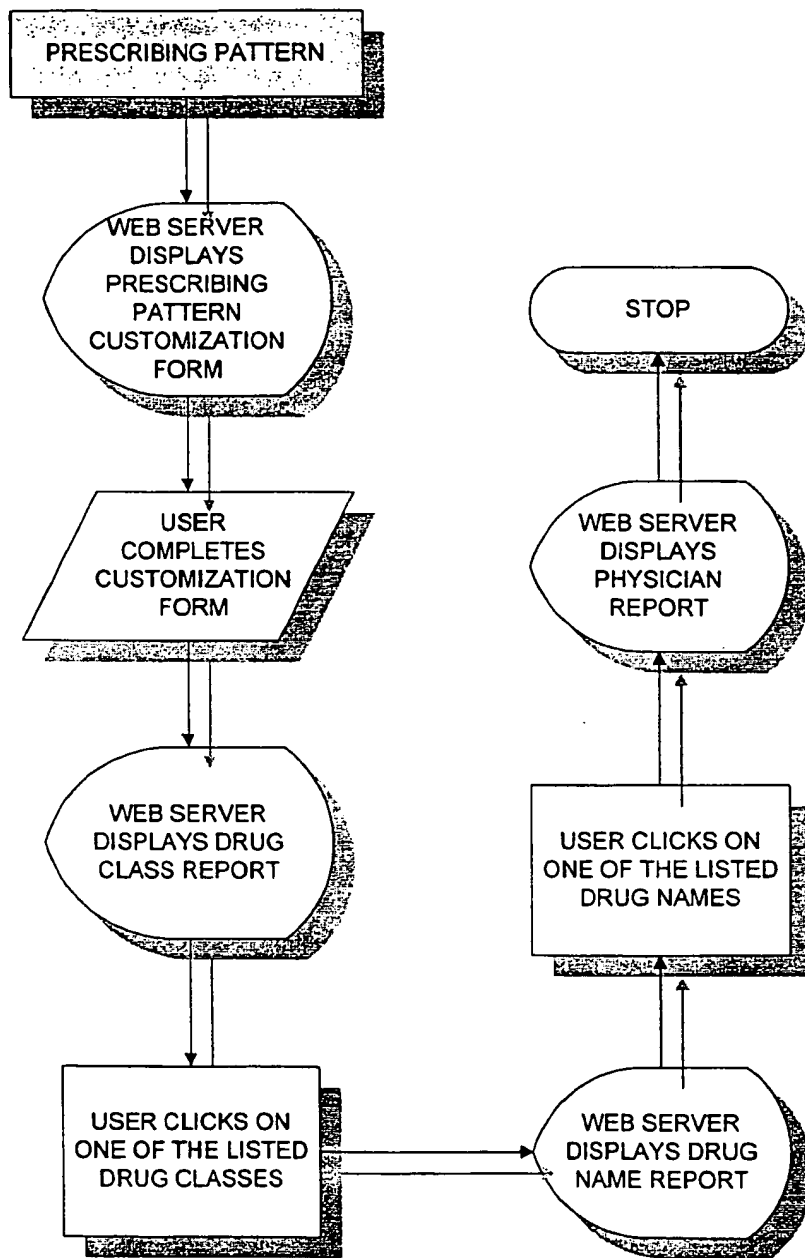 PRESCRIBING PATTERN
WEB SERVER
DISPLAYS
PRESCRIBING
PATTERN
CUSTOMIZATION
FORM
USER
COMPLETES
CUSTOMIZATION
FORM
WEB SERVER
DISPLAYS DRUG
CLASS REPORT
USER CLICKS ON
ONE OF THE LISTED
DRUG CLASSES
WEB SERVER
DISPLAYS DRUG
NAME REPORT
USER CLICKS ON
ONE OF THE LISTED
DRUG NAMES
WEB SERVER
DISPLAYS
PHYSICIAN
REPORT
STOP